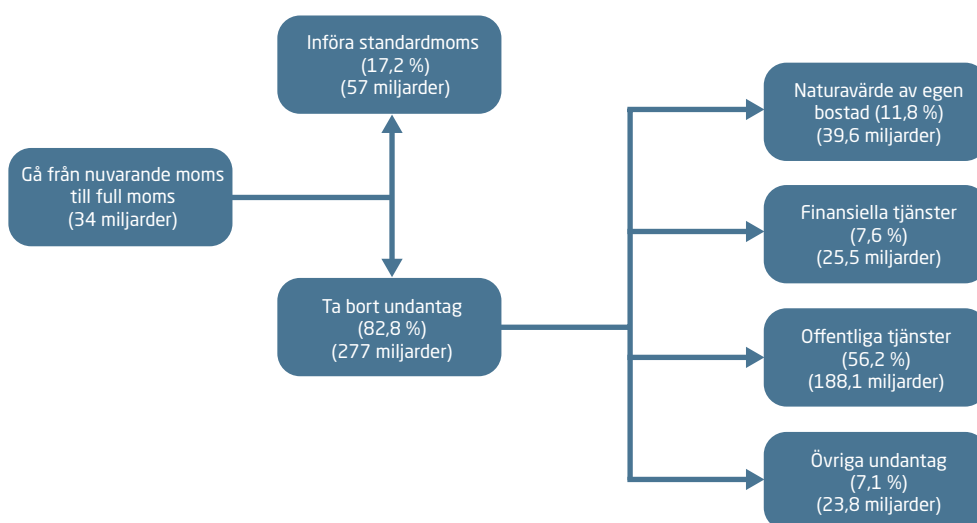 Införa standardmoms
(17,2 %)
(57 miljarder)
Gå från nuvarande moms
till full moms
(34 miljarder)
Ta bort undantag
(82,8 %)
(277 miljarder)
Naturavärde av egen
bostad (11,8 %)
(39,6 miljarder)
Finansiella tjänster
(7,6 %)
(25,5 miljarder)
Offentliga tjänster
(56,2 %)
(188,1 miljarder)
Övriga undantag
(7,1 %)
(23,8 miljarder)